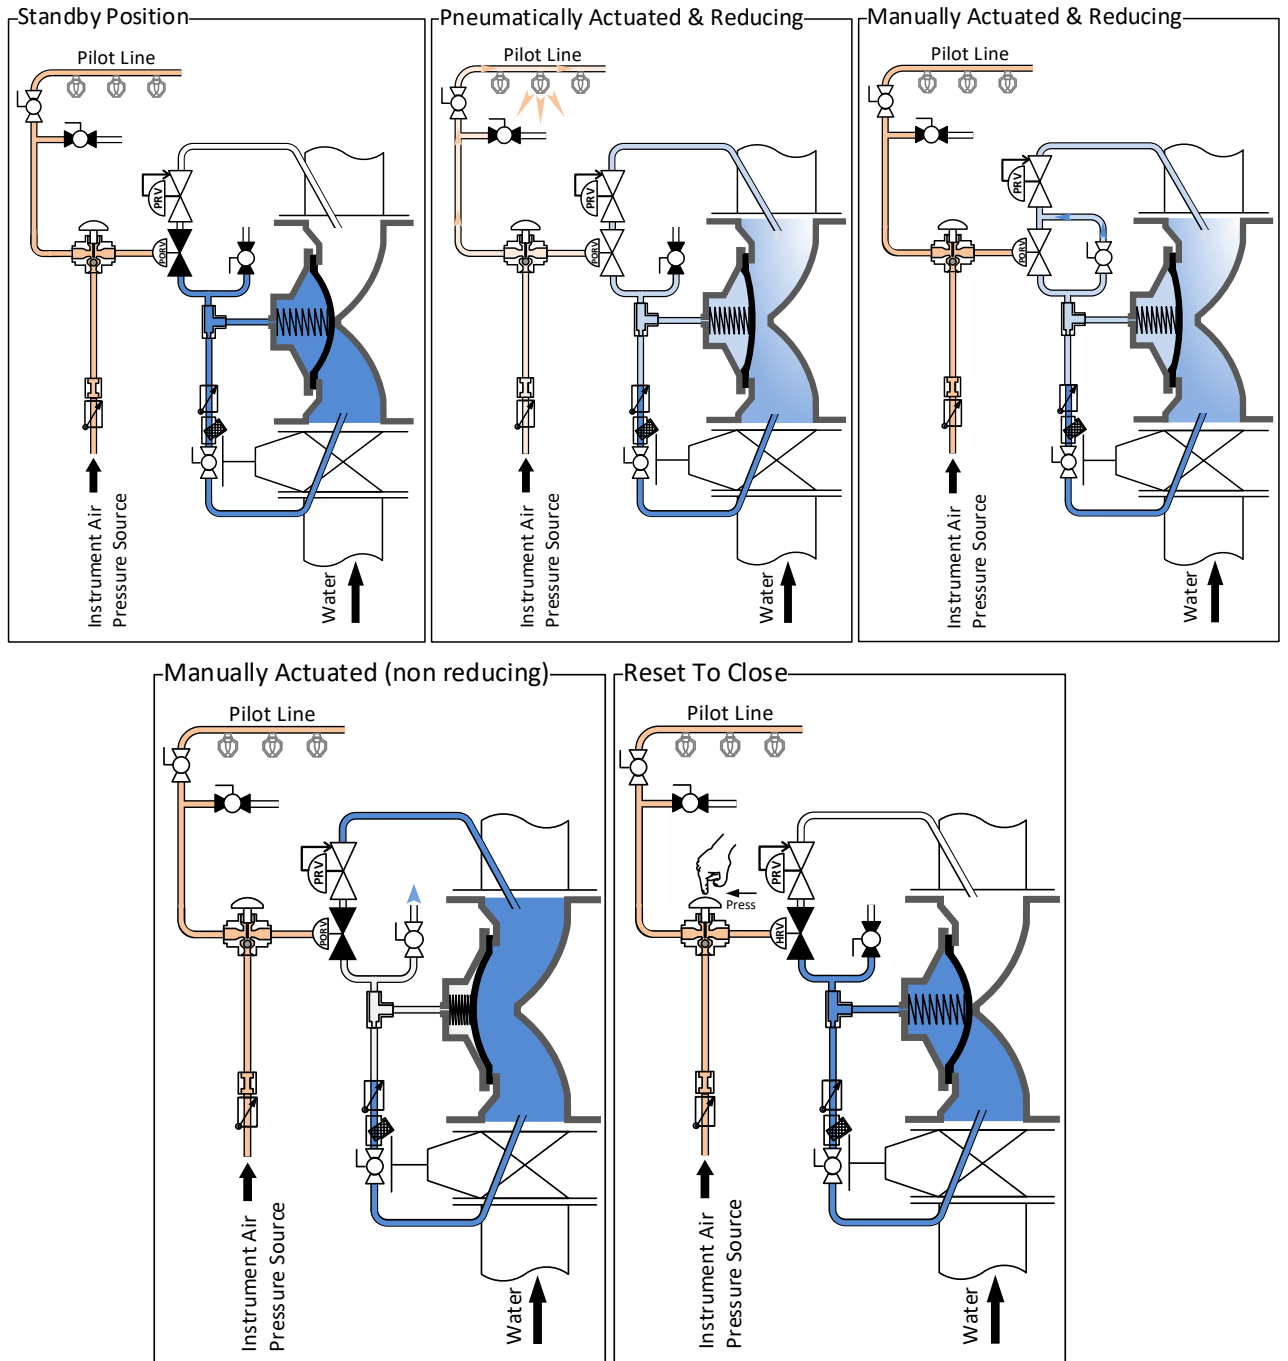 Standby Position
Pilot Line
PRV
PORV
Instrument Air
Pressure Source
Water
Pneumatically Actuated & Reducing
Pilot Line
PRV
PORV
Instrument Air
Pressure Source
Water
Manually Actuated & Reducing
Pilot Line
PRV
PORV
Instrument Air
Pressure Source
Water
Manually Actuated (non reducing)
Pilot Line
PRV
PORV
Instrument Air
Pressure Source
Water
Reset To Close
Pilot Line
PRV
Press
HRV
Instrument Air
Pressure Source
Water